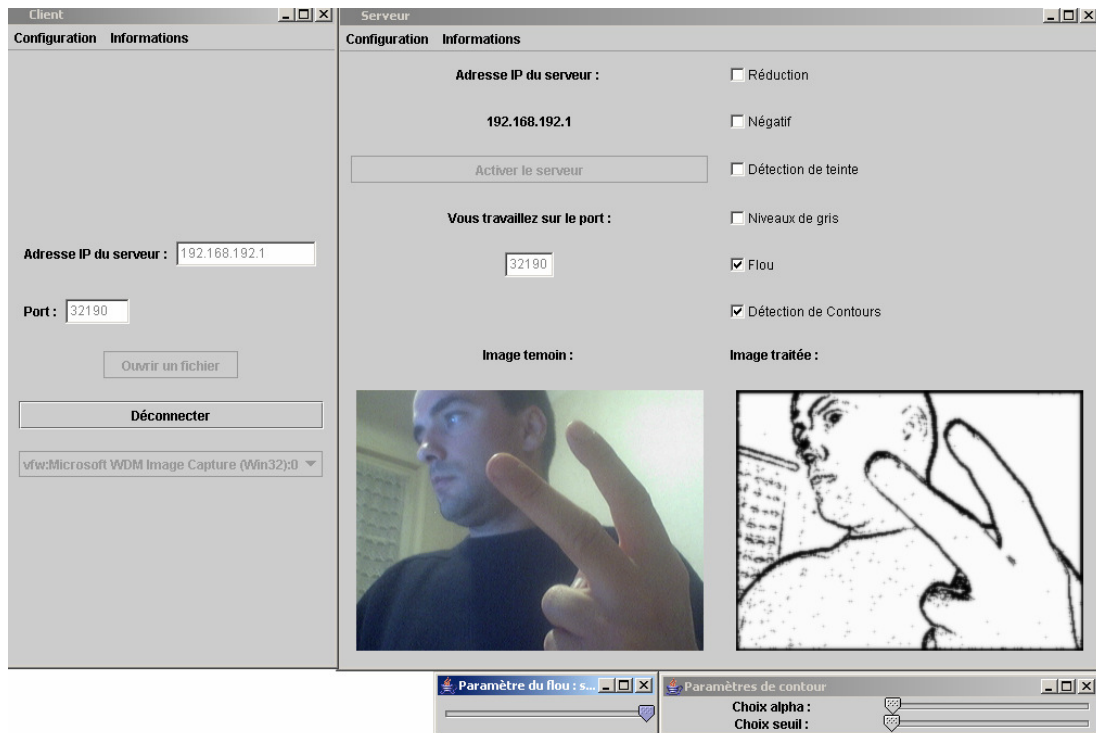 Client
Configuration Informations
Adresse IP du serveur : 192.168.192.1
Port : 32190
Ouvrir un fichier
Déconnecter
vfw:Microsoft WDM Image Capture (Win32):0
Serveur
Configuration Informations
Adresse IP du serveur :
192.168.192.1
Activer le serveur
Vous travaillez sur le port :
32190
Réduction
Négatif
Détection de teinte
Niveaux de gris
Flou
Détection de Contours
Image temoin :
Image traitée :
Paramètre du flou : s...
Paramètres de contour
Choix alpha :
Choix seuil :